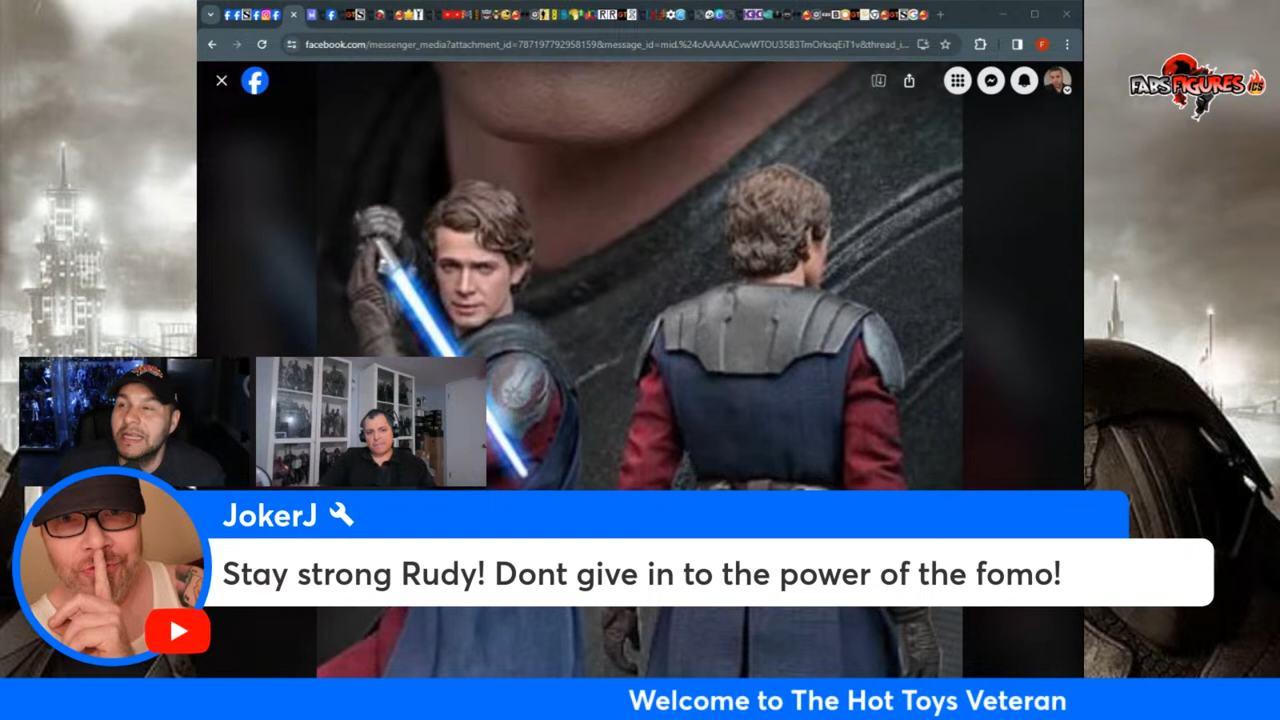 facebook.com/messenger_media?attachment_id=787197792958159&message_id=mid.%24cAAAAACvwWTOU35B3TmOrksqEiT1v&thread_i...
FABS FIGURES ICS
JokerJ
Stay strong Rudy! Dont give in to the power of the fomo!
Welcome to The Hot Toys Veteran